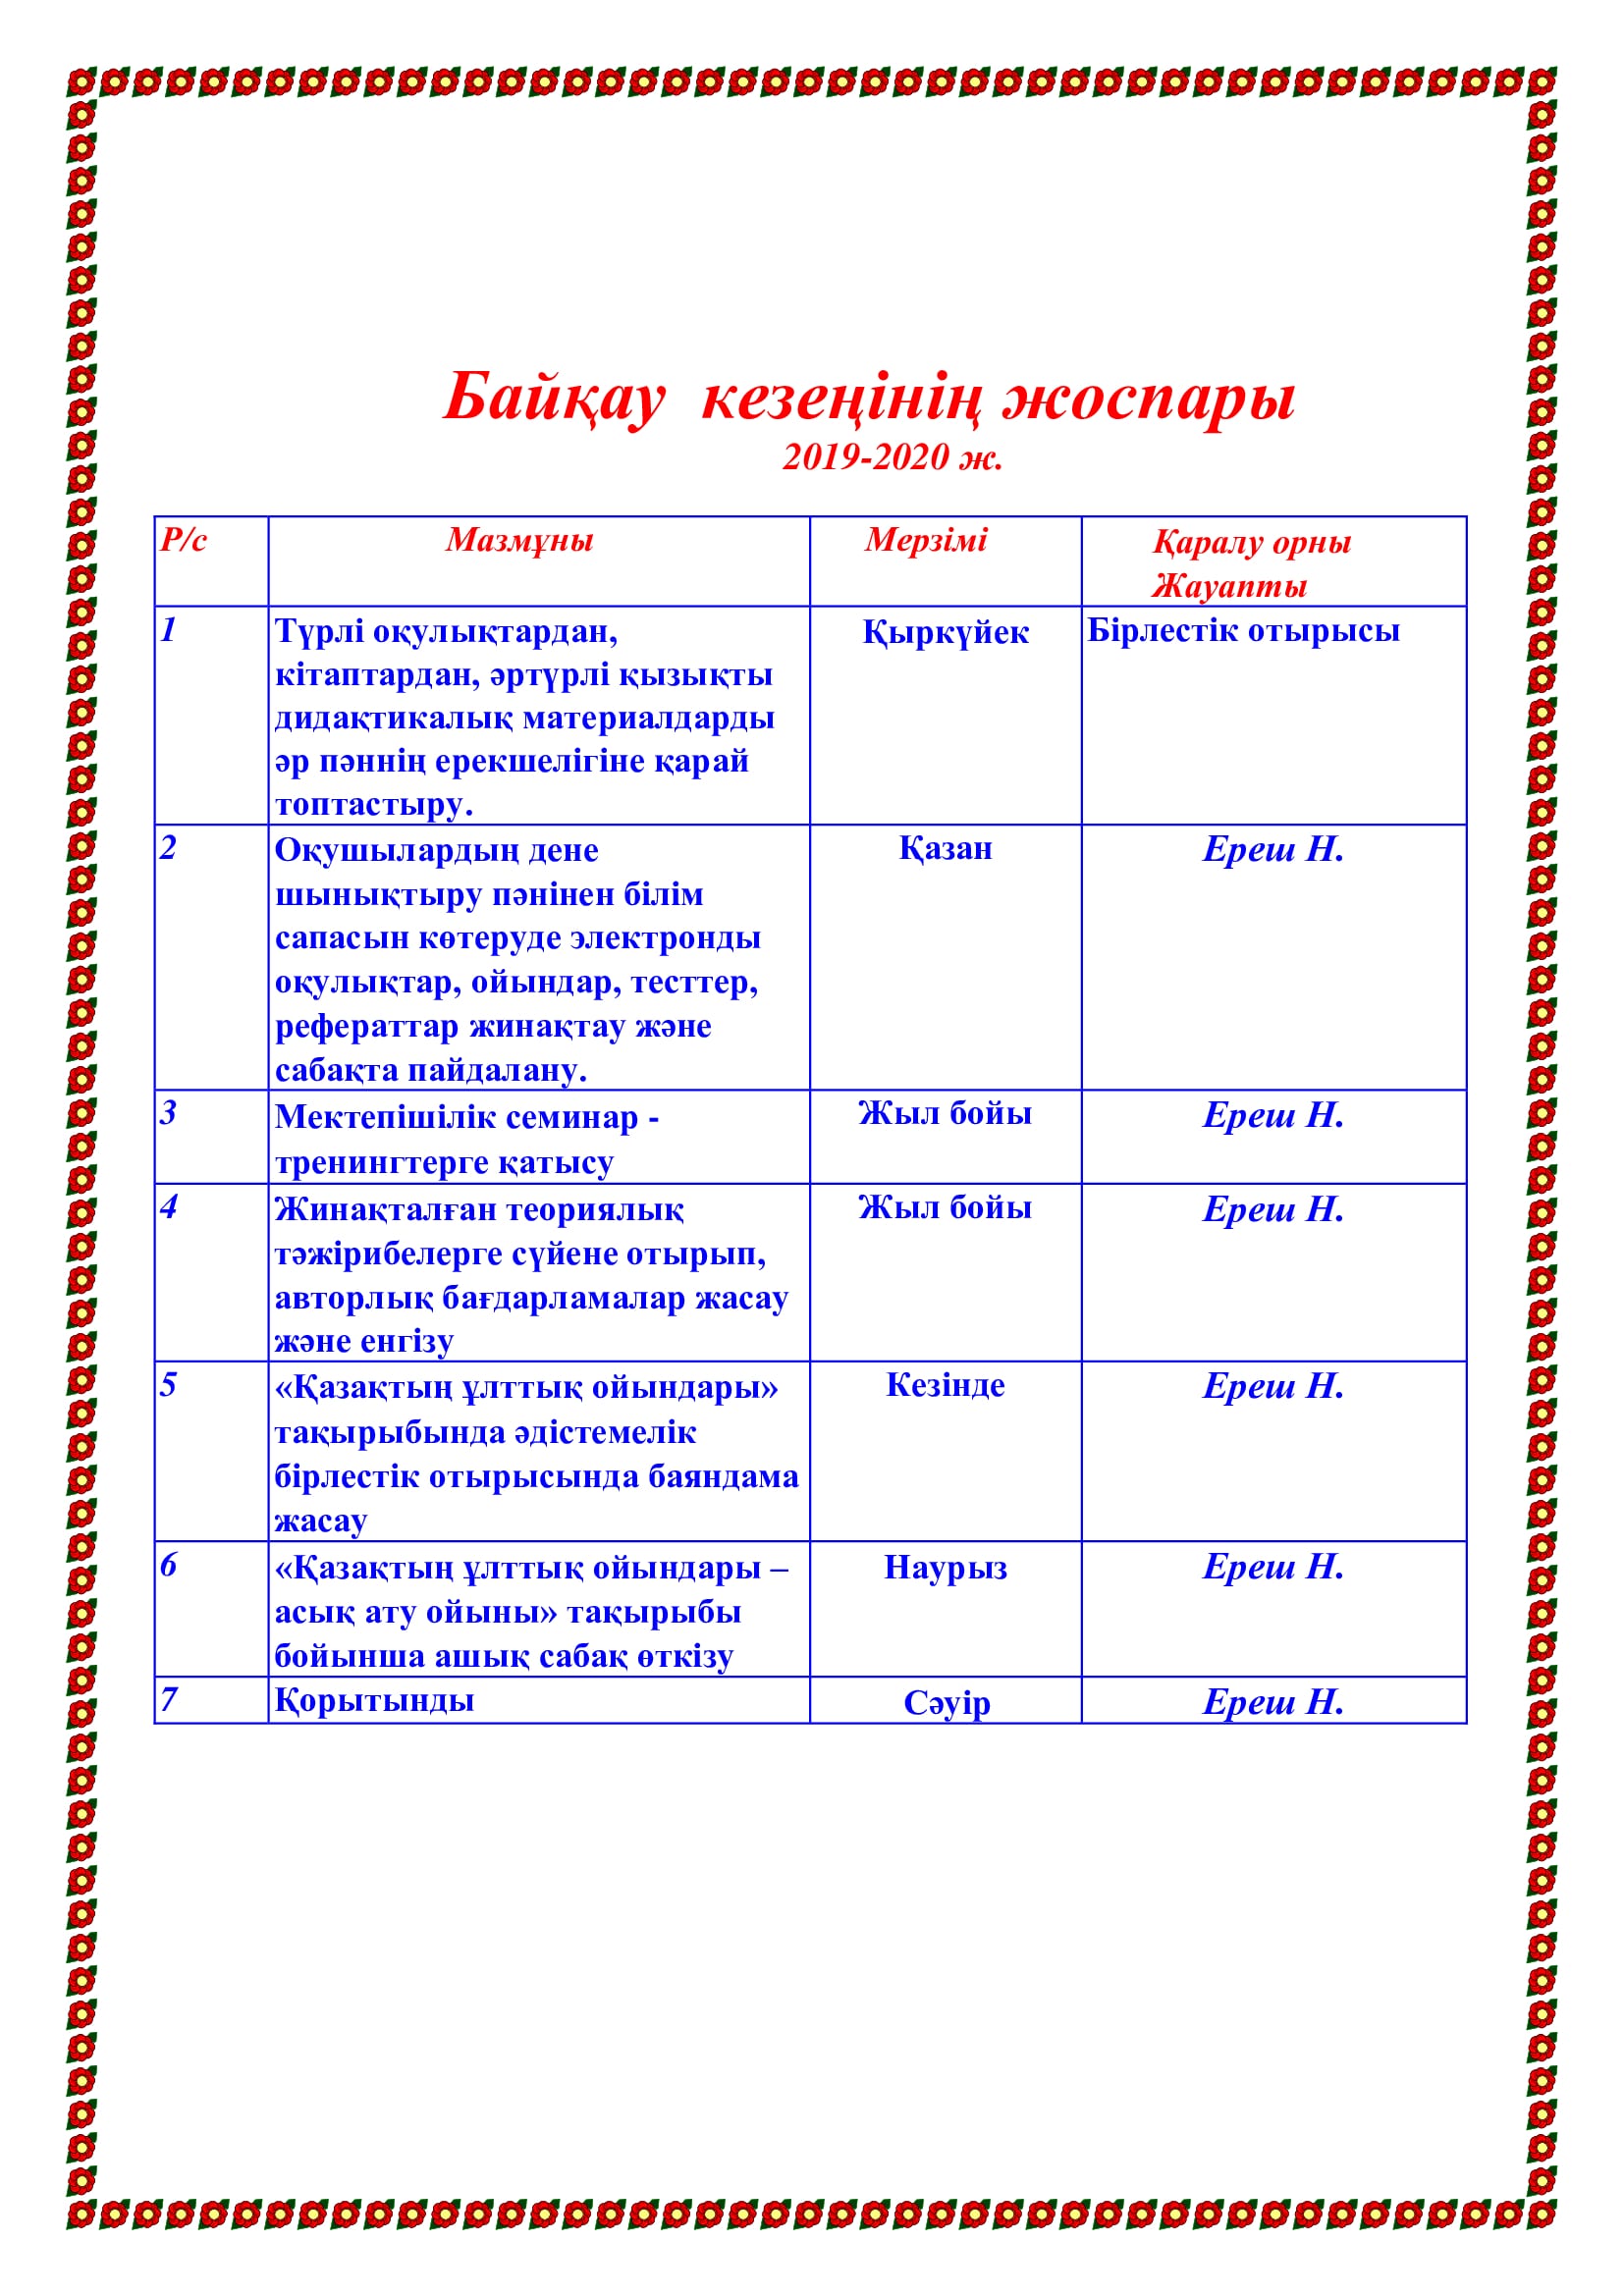 Байқау кезеңінің жоспары
2019-2020 ж.
Р/с Мазмұны Мерзімі Қаралу орны
Жауапты
1 Түрлі оқулықтардан, Қыркүйек Бірлестік отырысы
кітаптардан, әртүрлі қызықты
дидақтикалық материалдарды
әр пәннің ерекшелігіне қарай
топтастыру.
2 Оқушылардың дене Қазан Ереш Н.
шынықтыру пәнінен білім
сапасын көтеруде электронды
оқулықтар, ойындар, тесттер,
рефераттар жинақтау және
сабақта пайдалану.
3 Мектепішілік семинар - Жыл бойы Ереш Н.
тренингтерге қатысу
4 Жинақталған теориялық Жыл бойы Ереш Н.
тәжірибелерге сүйене отырып,
авторлық бағдарламалар жасау
және енгізу
5 «Қазақтың ұлттық ойындары» Кезінде Ереш Н.
тақырыбында әдістемелік
бірлестік отырысында баяндама
жасау
6 «Қазақтың ұлттық ойындары – Наурыз Ереш Н.
асық ату ойыны» тақырыбы
бойынша ашық сабақ өткізу
7 Қорытынды Сәуір Ереш Н.